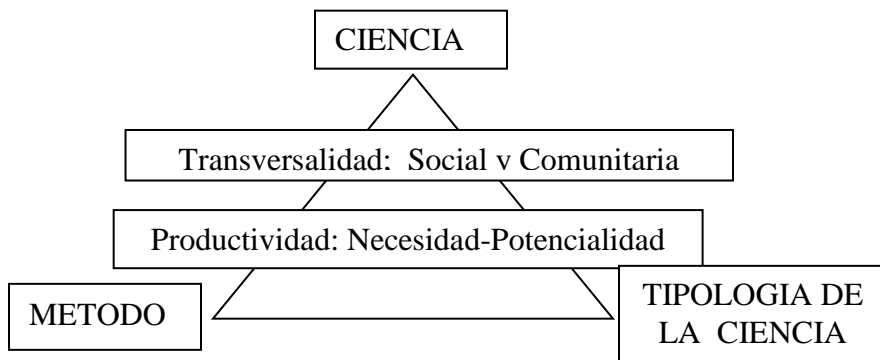 CIENCIA
Transversalidad: Social y Comunitaria
Productividad: Necesidad-Potencialidad
METODO
TIPOLOGIA DE
LA CIENCIA